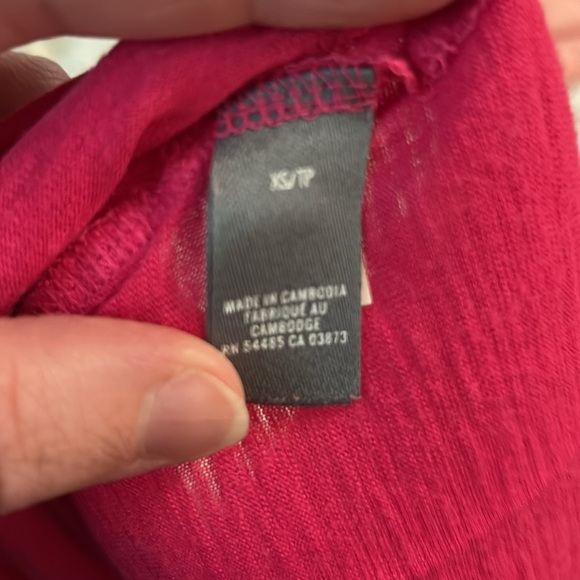 XS/TP
MADE IN CAMBODIA
FABRIQUÉ AU
CAMBODGE
RN 54485 CA 03873